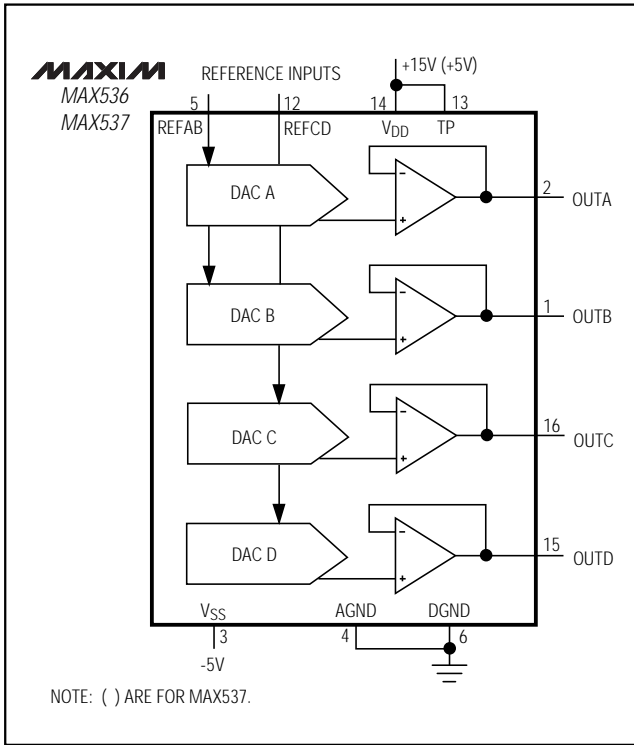 MAXIM
MAX536
MAX537
REFERENCE INPUTS
+15V (+5V)
5
12
14
13
REFAB
REFCD
VDD
TP
DAC A
-
+
2
OUTA
DAC B
-
+
1
OUTB
DAC C
-
+
16
OUTC
DAC D
-
+
15
OUTD
VSS
AGND
DGND
3
4
6
-5V
NOTE: ( ) ARE FOR MAX537.